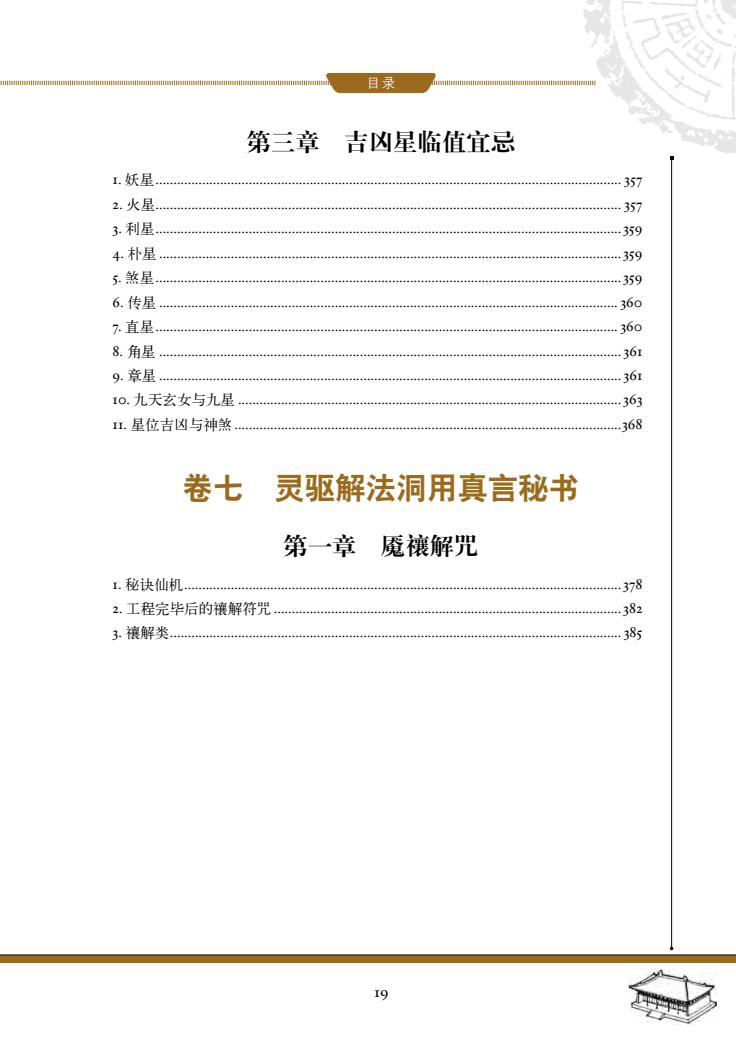 目录
第三章　吉凶星临值宜忌
1. 妖星 357
2. 火星 357
3. 利星 359
4. 朴星 359
5. 煞星 359
6. 传星 360
7. 直星 360
8. 角星 361
9. 章星 361
10. 九天玄女与九星 363
11. 星位吉凶与神煞 368
卷七　灵驱解法洞用真言秘书
第一章　魇禳解咒
1. 秘诀仙机 378
2. 工程完毕后的禳解符咒 382
3. 禳解类 385
19